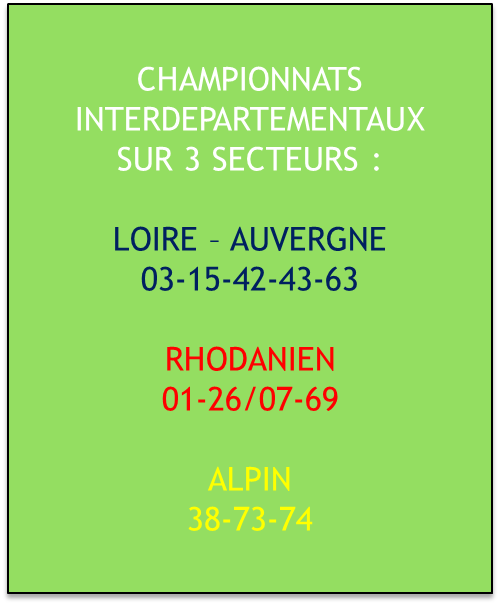 CHAMPIONNATS
INTERDEPARTEMENTAUX
SUR 3 SECTEURS :
LOIRE – AUVERGNE
03-15-42-43-63
RHODANIEN
01-26/07-69
ALPIN
38-73-74